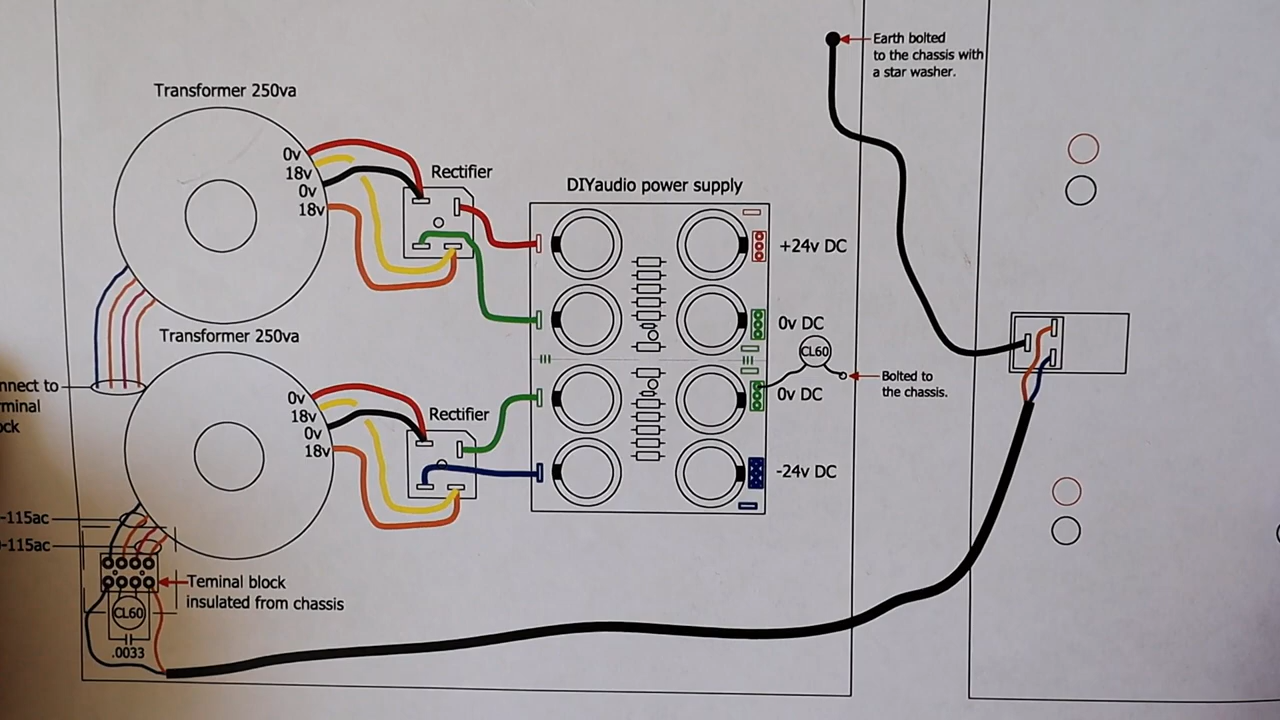 Earth bolted
to the chassis with
a star washer.
Transformer 250va
0v
18v
0v
18v
Rectifier
DIYaudio power supply
+24v DC
0v DC
CL60
Bolted to
the chassis.
0v DC
-24v DC
Transformer 250va
nnect to
rminal
ck
0v
18v
0v
18v
Rectifier
-115ac
-115ac
Teminal block
insulated from chassis
CL60
.0033